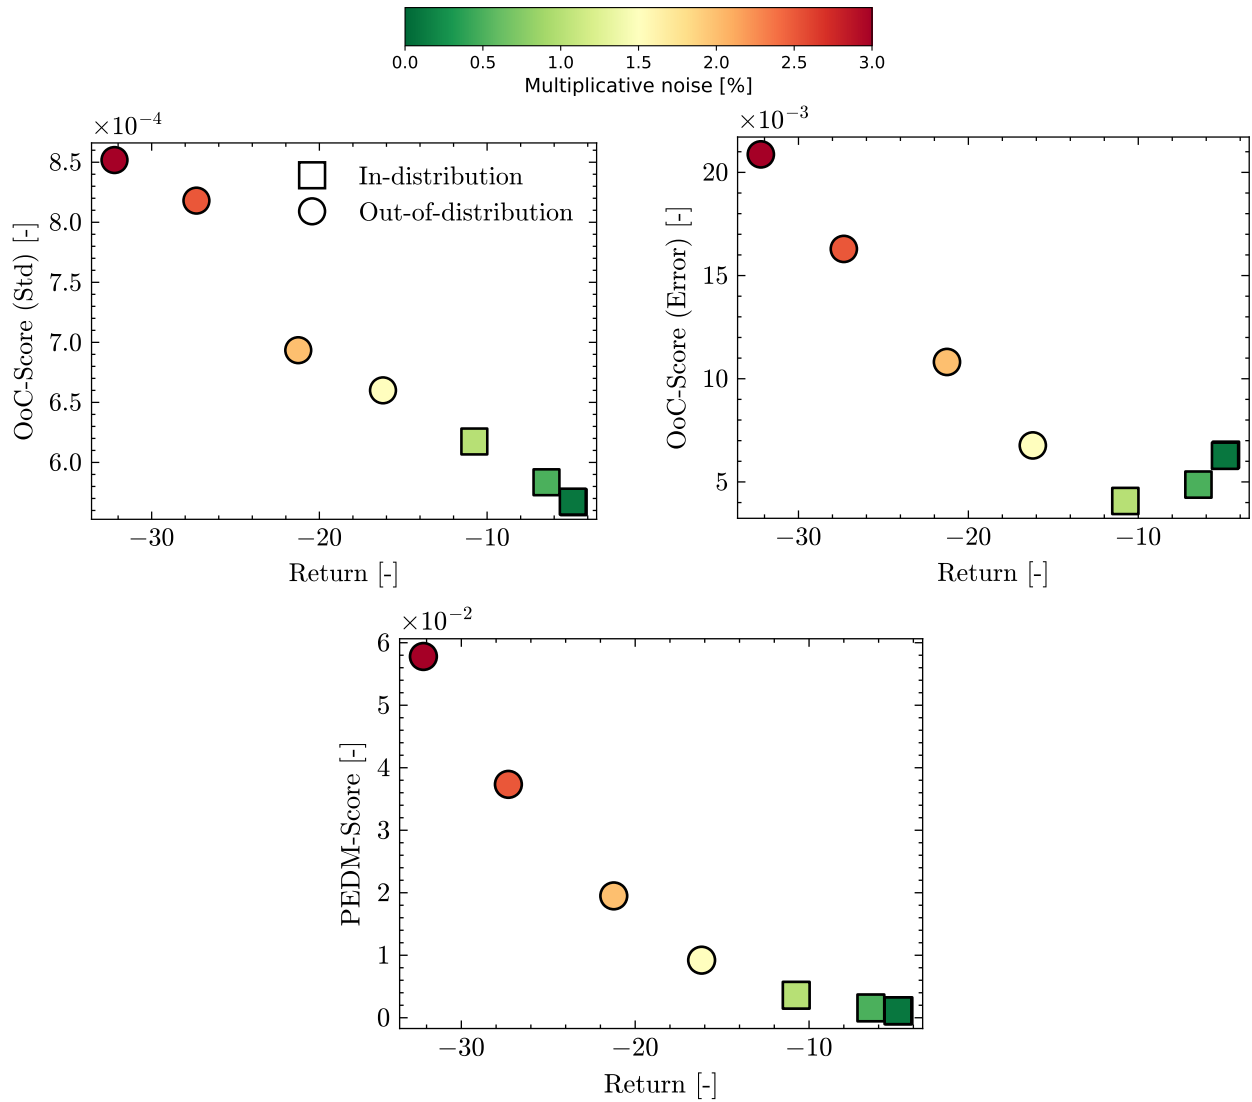 0.0 0.5 1.0 1.5 2.0 2.5 3.0
Multiplicative noise [%]
×10⁻⁴
8.5
8.0
7.5
7.0
6.5
6.0
OoC-Score (Std) [-]
In-distribution
Out-of-distribution
−30 −20 −10
Return [-]
×10⁻³
20
15
10
5
OoC-Score (Error) [-]
−30 −20 −10
Return [-]
×10⁻²
6
5
4
3
2
1
0
PEDM-Score [-]
−30 −20 −10
Return [-]